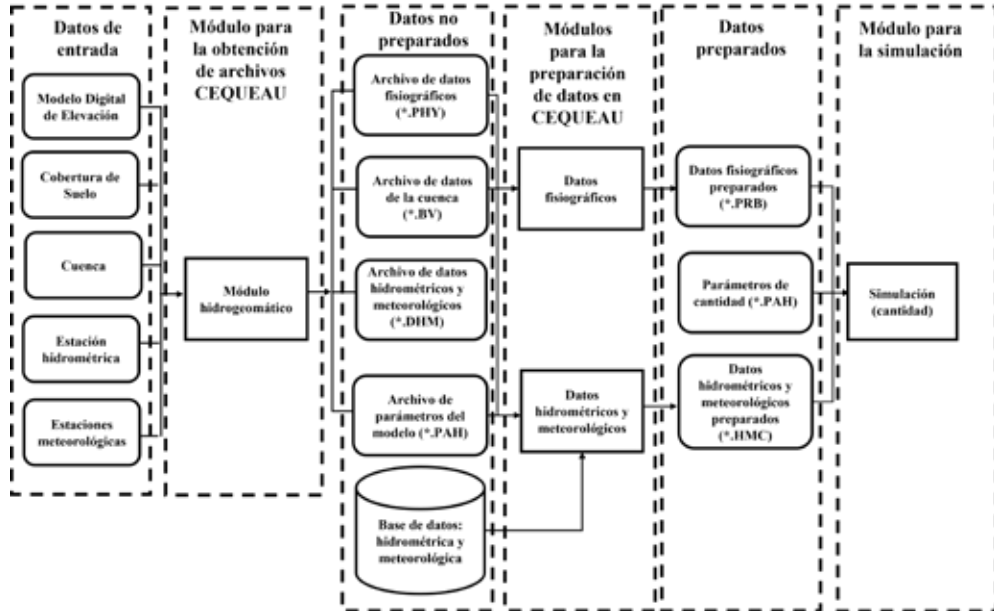 Datos de
entrada
Modelo Digital
de Elevación
Cobertura de
Suelo
Cuenca
Estación
hidrométrica
Estaciones
meteorológicas
Módulo para
la obtención
de archivos
CEQUEAU
Módulo
hidrogeomático
Datos no
preparados
Archivo de datos
fisiográficos
(*.PHY)
Archivo de datos
de la cuenca
(*.BV)
Archivo de datos
hidrométricos y
meteorológicos
(*.DHM)
Archivo de
parámetros del
modelo (*.PAH)
Base de datos:
hidrométrica y
meteorológica
Módulos
para la
preparación
de datos en
CEQUEAU
Datos
fisiográficos
Datos
hidrométricos y
meteorológicos
Datos
preparados
Datos fisiográficos
preparados
(*.PRB)
Parámetros de
cantidad (*.PAH)
Datos
hidrométricos y
meteorológicos
preparados
(*.HMC)
Módulo para
la simulación
Simulación
(cantidad)